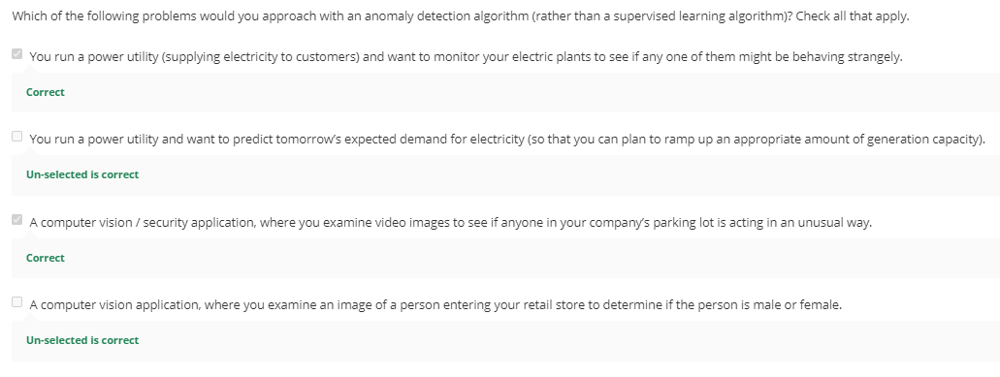 Which of the following problems would you approach with an anomaly detection algorithm (rather than a supervised learning algorithm)? Check all that apply.
You run a power utility (supplying electricity to customers) and want to monitor your electric plants to see if any one of them might be behaving strangely.
Correct
You run a power utility and want to predict tomorrow's expected demand for electricity (so that you can plan to ramp up an appropriate amount of generation capacity).
Un-selected is correct
A computer vision / security application, where you examine video images to see if anyone in your company's parking lot is acting in an unusual way.
Correct
A computer vision application, where you examine an image of a person entering your retail store to determine if the person is male or female.
Un-selected is correct